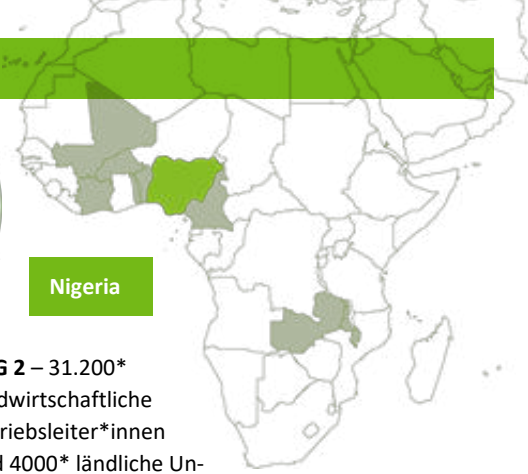 Nigeria
G 2 – 31.200*
dwirtschaftliche
riebsleiter*innen
d 4000* ländliche Un-